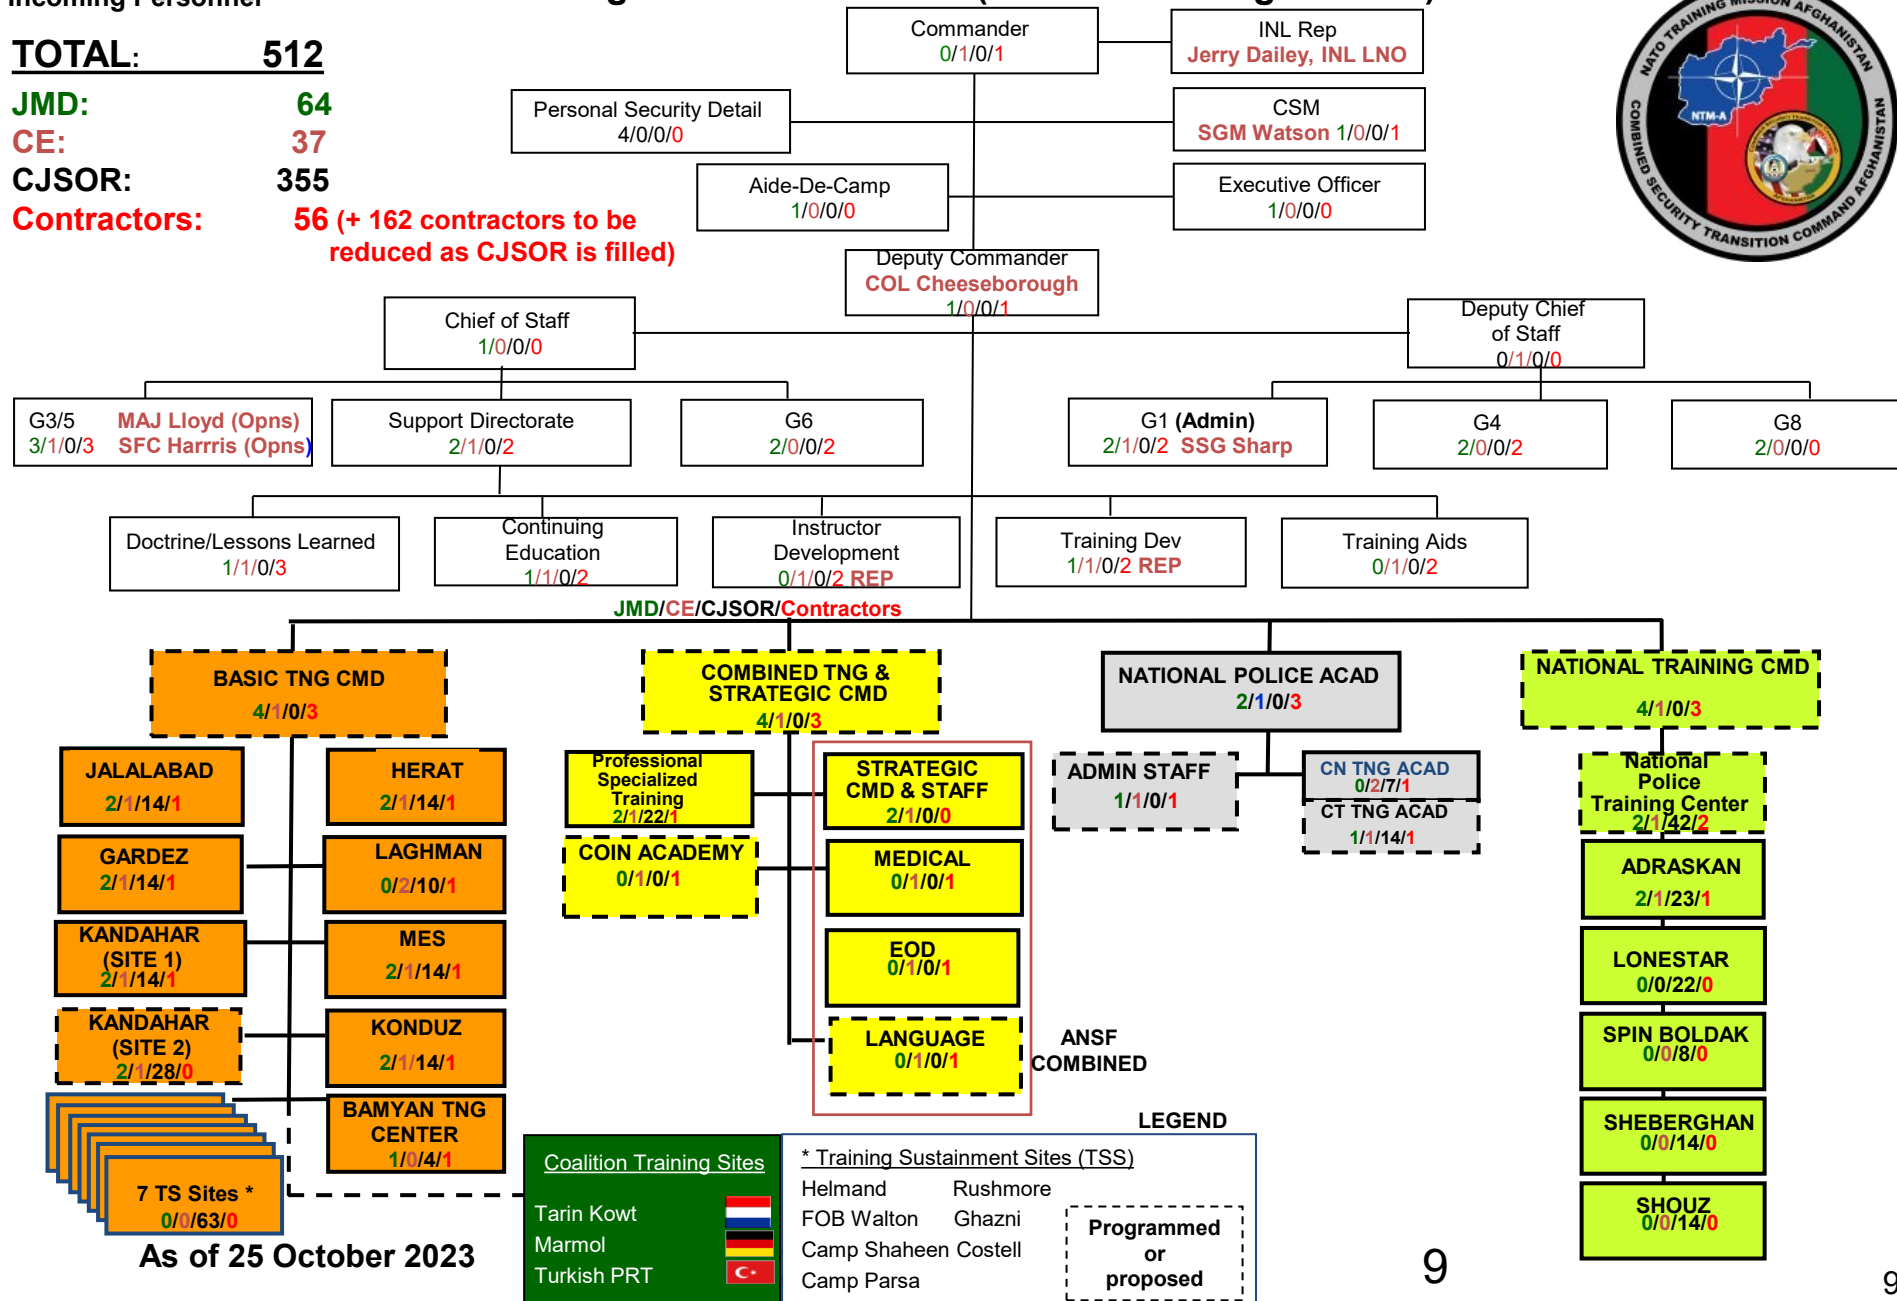 Incoming Personnel
TOTAL: 512
JMD: 64
CE: 37
CJSOR: 355
Contractors: 56 (+ 162 contractors to be
reduced as CJSOR is filled)
Commander
0/1/0/1
INL Rep
Jerry Dailey, INL LNO
Personal Security Detail
4/0/0/0
CSM
SGM Watson 1/0/0/1
Aide-De-Camp
1/0/0/0
Executive Officer
1/0/0/0
Deputy Commander
COL Cheeseborough
1/0/0/1
NATO TRAINING MISSION AFGHANISTAN
COMBINED SECURITY TRANSITION COMMAND AFGHANISTAN
NTM-A
Chief of Staff
1/0/0/0
Deputy Chief
of Staff
0/1/0/0
G3/5 MAJ Lloyd (Opns)
3/1/0/3 SFC Harrris (Opns)
Support Directorate
2/1/0/2
G6
2/0/0/2
G1 (Admin)
2/1/0/2 SSG Sharp
G4
2/0/0/2
G8
2/0/0/0
Doctrine/Lessons Learned
1/1/0/3
Continuing
Education
1/1/0/2
Instructor
Development
0/1/0/2 REP
Training Dev
1/1/0/2 REP
Training Aids
0/1/0/2
JMD/CE/CJSOR/Contractors
BASIC TNG CMD
4/1/0/3
JALALABAD
2/1/14/1
HERAT
2/1/14/1
GARDEZ
2/1/14/1
LAGHMAN
0/2/10/1
KANDAHAR
(SITE 1)
2/1/14/1
MES
2/1/14/1
KANDAHAR
(SITE 2)
2/1/28/0
KONDUZ
2/1/14/1
BAMYAN TNG
CENTER
1/0/4/1
7 TS Sites *
0/0/63/0
COMBINED TNG &
STRATEGIC CMD
4/1/0/3
Professional
Specialized
Training
2/1/22/1
STRATEGIC
CMD & STAFF
2/1/0/0
COIN ACADEMY
0/1/0/1
MEDICAL
0/1/0/1
EOD
0/1/0/1
LANGUAGE
0/1/0/1
ANSF
COMBINED
NATIONAL POLICE ACAD
2/1/0/3
ADMIN STAFF
1/1/0/1
CN TNG ACAD
0/2/7/1
CT TNG ACAD
1/1/14/1
NATIONAL TRAINING CMD
4/1/0/3
National
Police
Training Center
2/1/42/2
ADRASKAN
2/1/23/1
LONESTAR
0/0/22/0
SPIN BOLDAK
0/0/8/0
SHEBERGHAN
0/0/14/0
SHOUZ
0/0/14/0
LEGEND
Coalition Training Sites
Tarin Kowt
Marmol
Turkish PRT
* Training Sustainment Sites (TSS)
Helmand Rushmore
FOB Walton Ghazni
Camp Shaheen Costell
Camp Parsa
Programmed
or
proposed
As of 25 October 2023
9
9